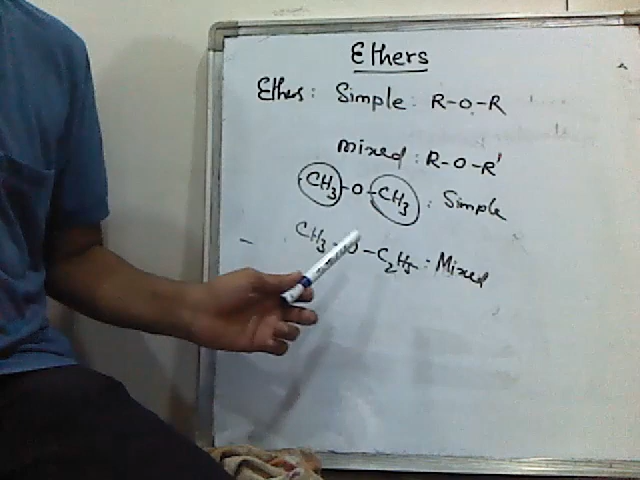 Ethers
Ethers: Simple: R-O-R
mixed: R-O-R'
CH3-O-CH3: Simple
CH3-O-C2H5: Mixed